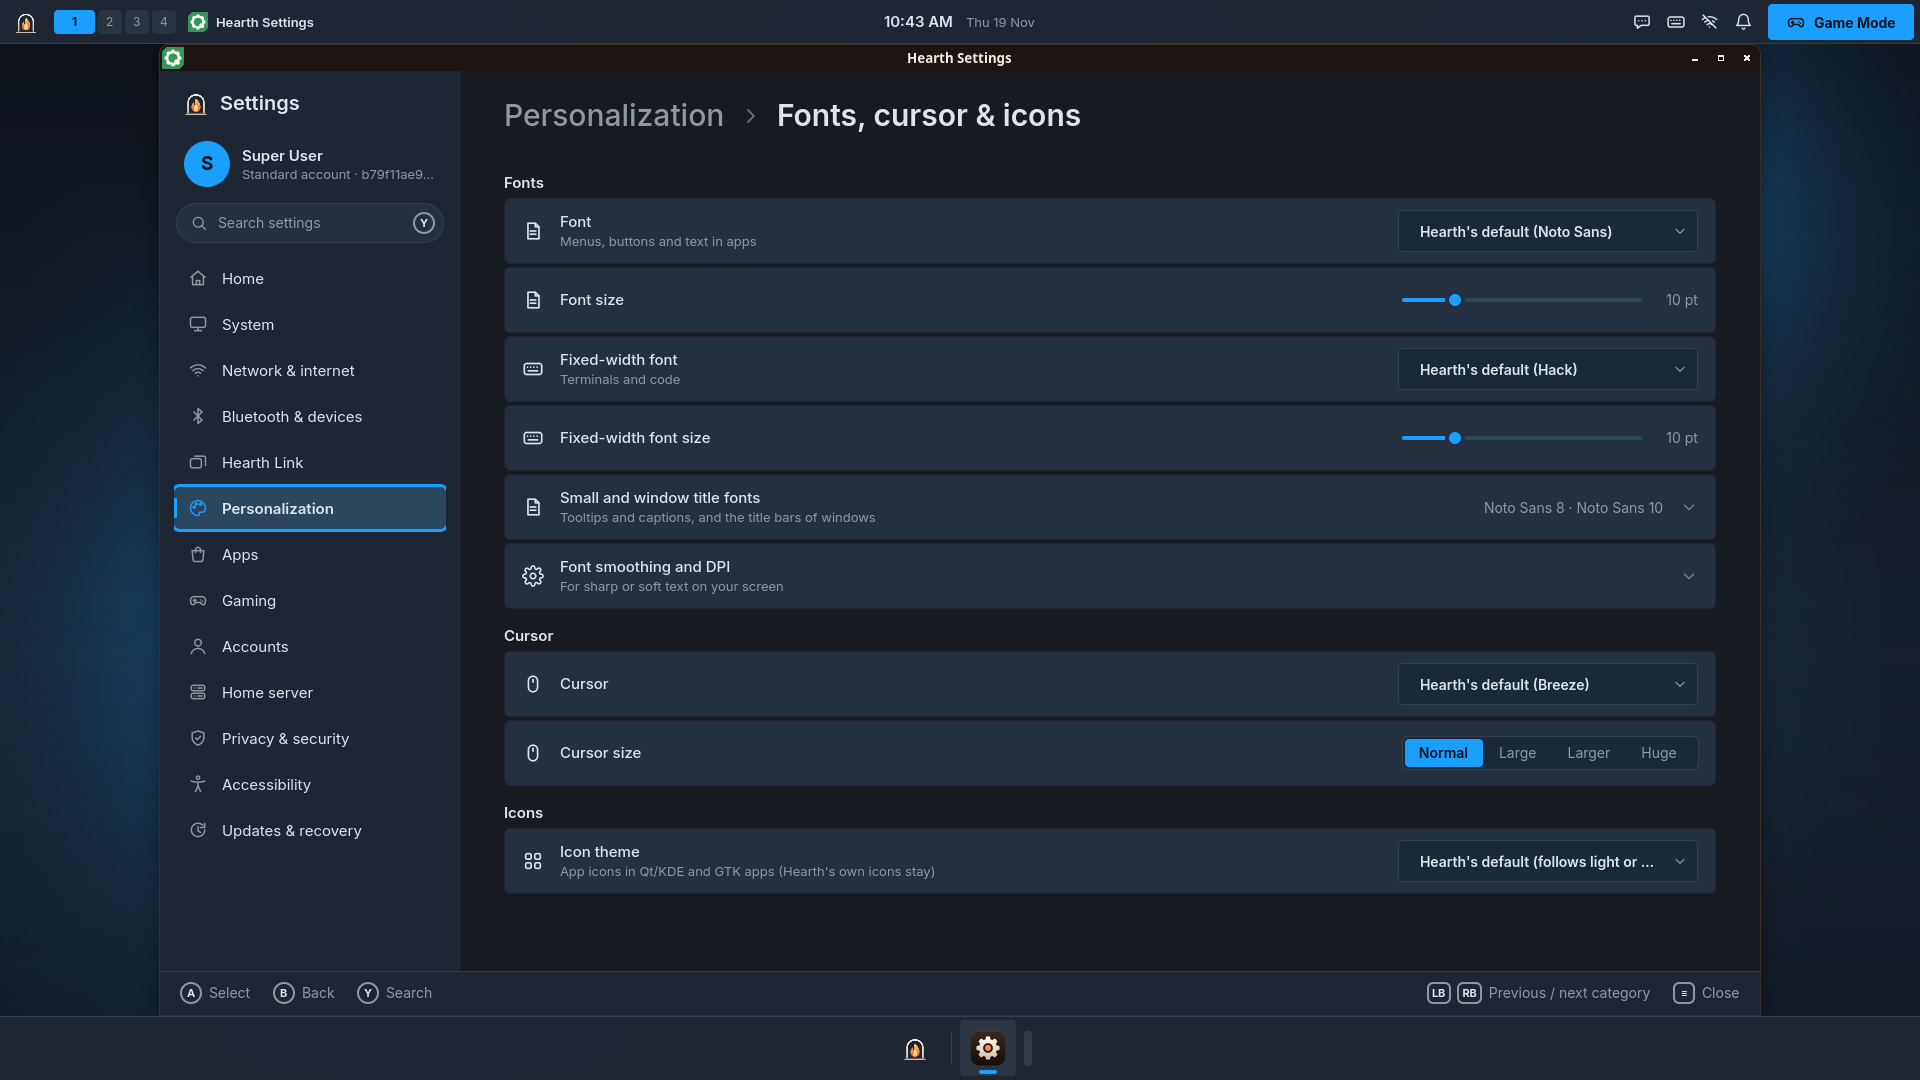 1
2
3
4
Hearth Settings
10:43 AM
Thu 19 Nov
Game Mode
Hearth Settings
Settings
S
Super User
Standard account · b79f11ae9...
Search settings
Y
Home
System
Network & internet
Bluetooth & devices
Hearth Link
Personalization
Apps
Gaming
Accounts
Home server
Privacy & security
Accessibility
Updates & recovery
Personalization
Fonts, cursor & icons
Fonts
Font
Menus, buttons and text in apps
Hearth's default (Noto Sans)
Font size
10 pt
Fixed-width font
Terminals and code
Hearth's default (Hack)
Fixed-width font size
10 pt
Small and window title fonts
Tooltips and captions, and the title bars of windows
Noto Sans 8 · Noto Sans 10
Font smoothing and DPI
For sharp or soft text on your screen
Cursor
Cursor
Hearth's default (Breeze)
Cursor size
Normal
Large
Larger
Huge
Icons
Icon theme
App icons in Qt/KDE and GTK apps (Hearth's own icons stay)
Hearth's default (follows light or ...
A Select
B Back
Y Search
LB RB Previous / next category
Close